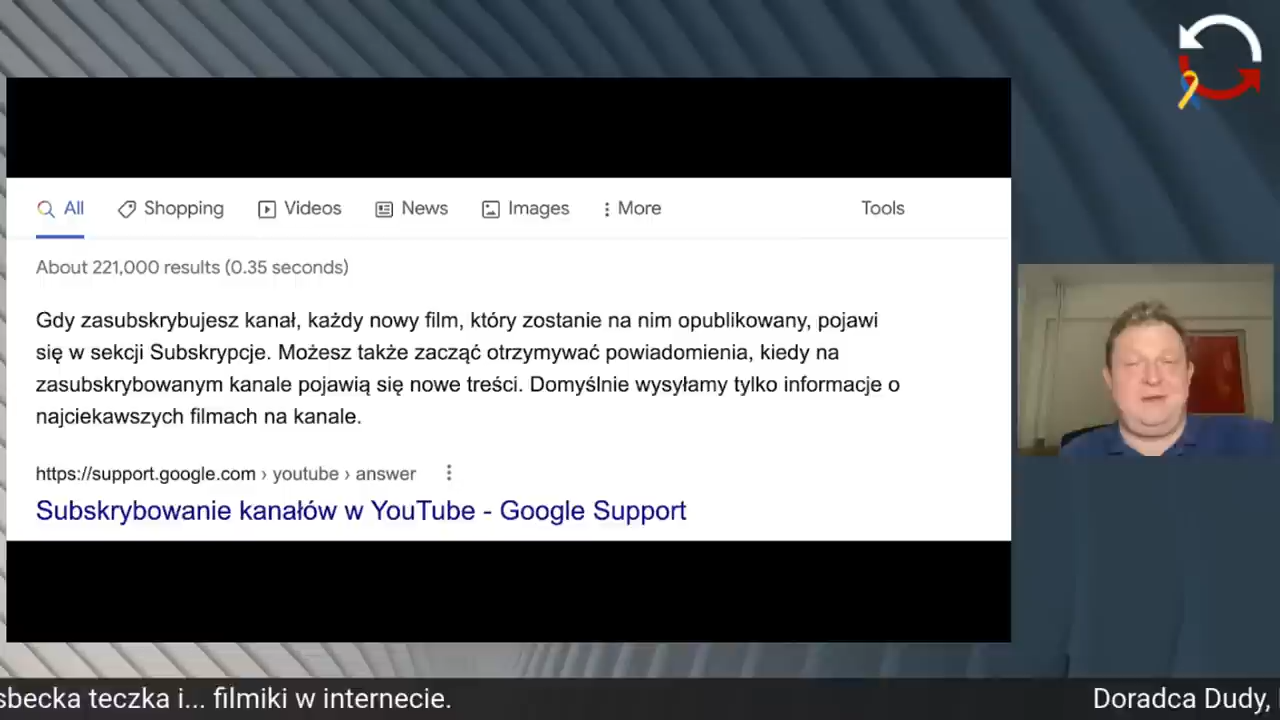 All Shopping Videos News Images More Tools
About 221,000 results (0.35 seconds)
Gdy zasubskrybujesz kanał, każdy nowy film, który zostanie na nim opublikowany, pojawi
się w sekcji Subskrypcje. Możesz także zacząć otrzymywać powiadomienia, kiedy na
zasubskrybowanym kanale pojawią się nowe treści. Domyślnie wysyłamy tylko informacje o
najciekawszych filmach na kanale.
https://support.google.com › youtube › answer
Subskrybowanie kanałów w YouTube - Google Support
teczka i... filmiki w internecie. Doradca Dudy,